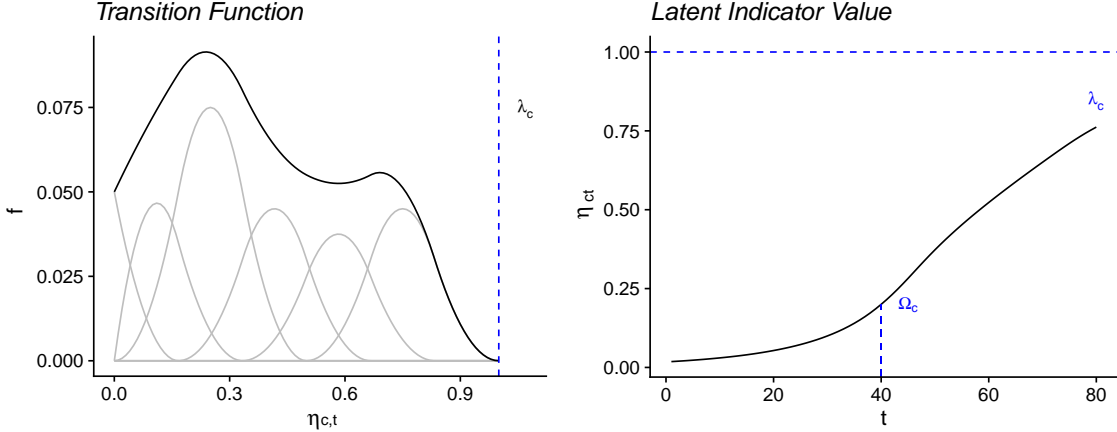 Transition Function
f
0.075
0.050
0.025
0.000
0.0
0.3
0.6
0.9
ηc,t
λc
Latent Indicator Value
η ct
1.00
0.75
0.50
0.25
0.00
0
20
40
60
80
t
λc
Ωc